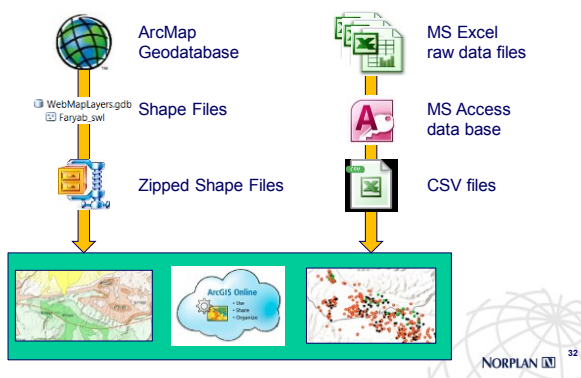 ArcMap
Geodatabase
WebMapLayers.gdb
Faryab_swl
Shape Files
Zipped Shape Files
MS Excel
raw data files
MS Access
data base
CSV files
ArcGIS Online
• Use
• Share
• Organize
NORPLAN N
32